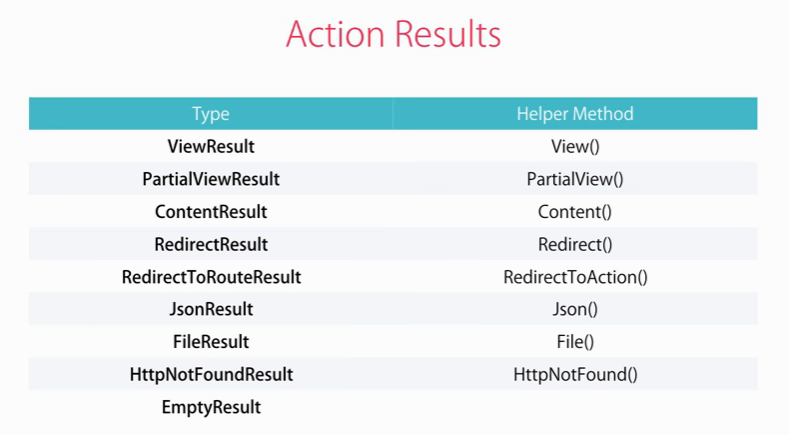 Action Results
Type Helper Method
ViewResult View()
PartialViewResult PartialView()
ContentResult Content()
RedirectResult Redirect()
RedirectToRouteResult RedirectToAction()
JsonResult Json()
FileResult File()
HttpNotFoundResult HttpNotFound()
EmptyResult